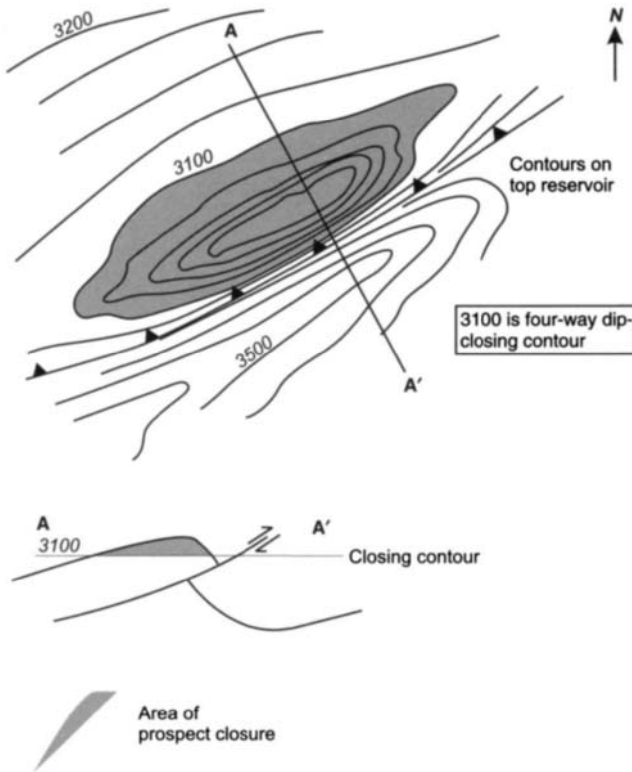 A
N
3200
3100
Contours on
top reservoir
3100 is four-way dip-
closing contour
3500
A′
A
A′
3100
Closing contour
Area of
prospect closure